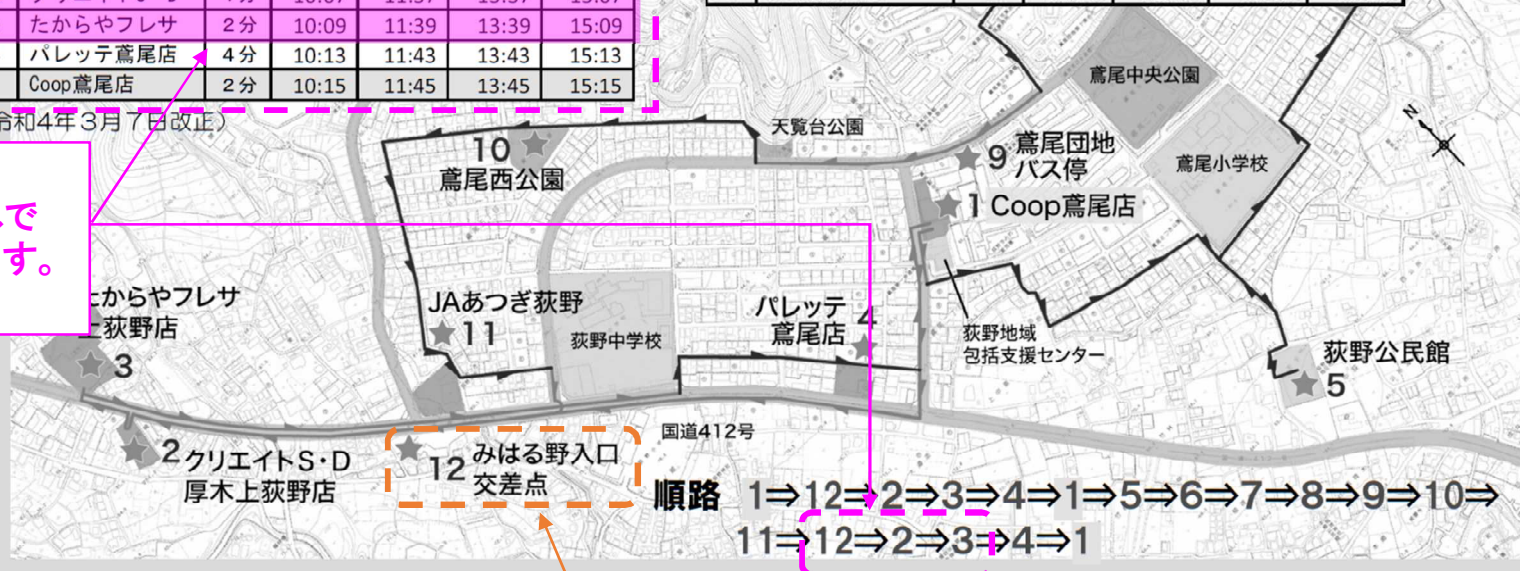 たからやフレサ 2分 10:09 11:39 13:39 15:09
パレッテ鳶尾店 4分 10:13 11:43 13:43 15:13
Coop鳶尾店 2分 10:15 11:45 13:45 15:15
令和4年3月7日改正）
で
す。
鳶尾中央公園
天覧台公園
10
鳶尾西公園
9 鳶尾団地
バス停
鳶尾小学校
N
1 Coop鳶尾店
たからやフレサ
上荻野店
3
JAあつぎ荻野
11
荻野中学校
パレッテ
鳶尾店
4
荻野地域
包括支援センター
荻野公民館
5
2 クリエイトS・D
厚木上荻野店
12 みはる野入口
交差点
国道412号
順路 1⇒12⇒2⇒3⇒4⇒1⇒5⇒6⇒7⇒8⇒9⇒10⇒
11⇒12⇒2⇒3⇒4⇒1